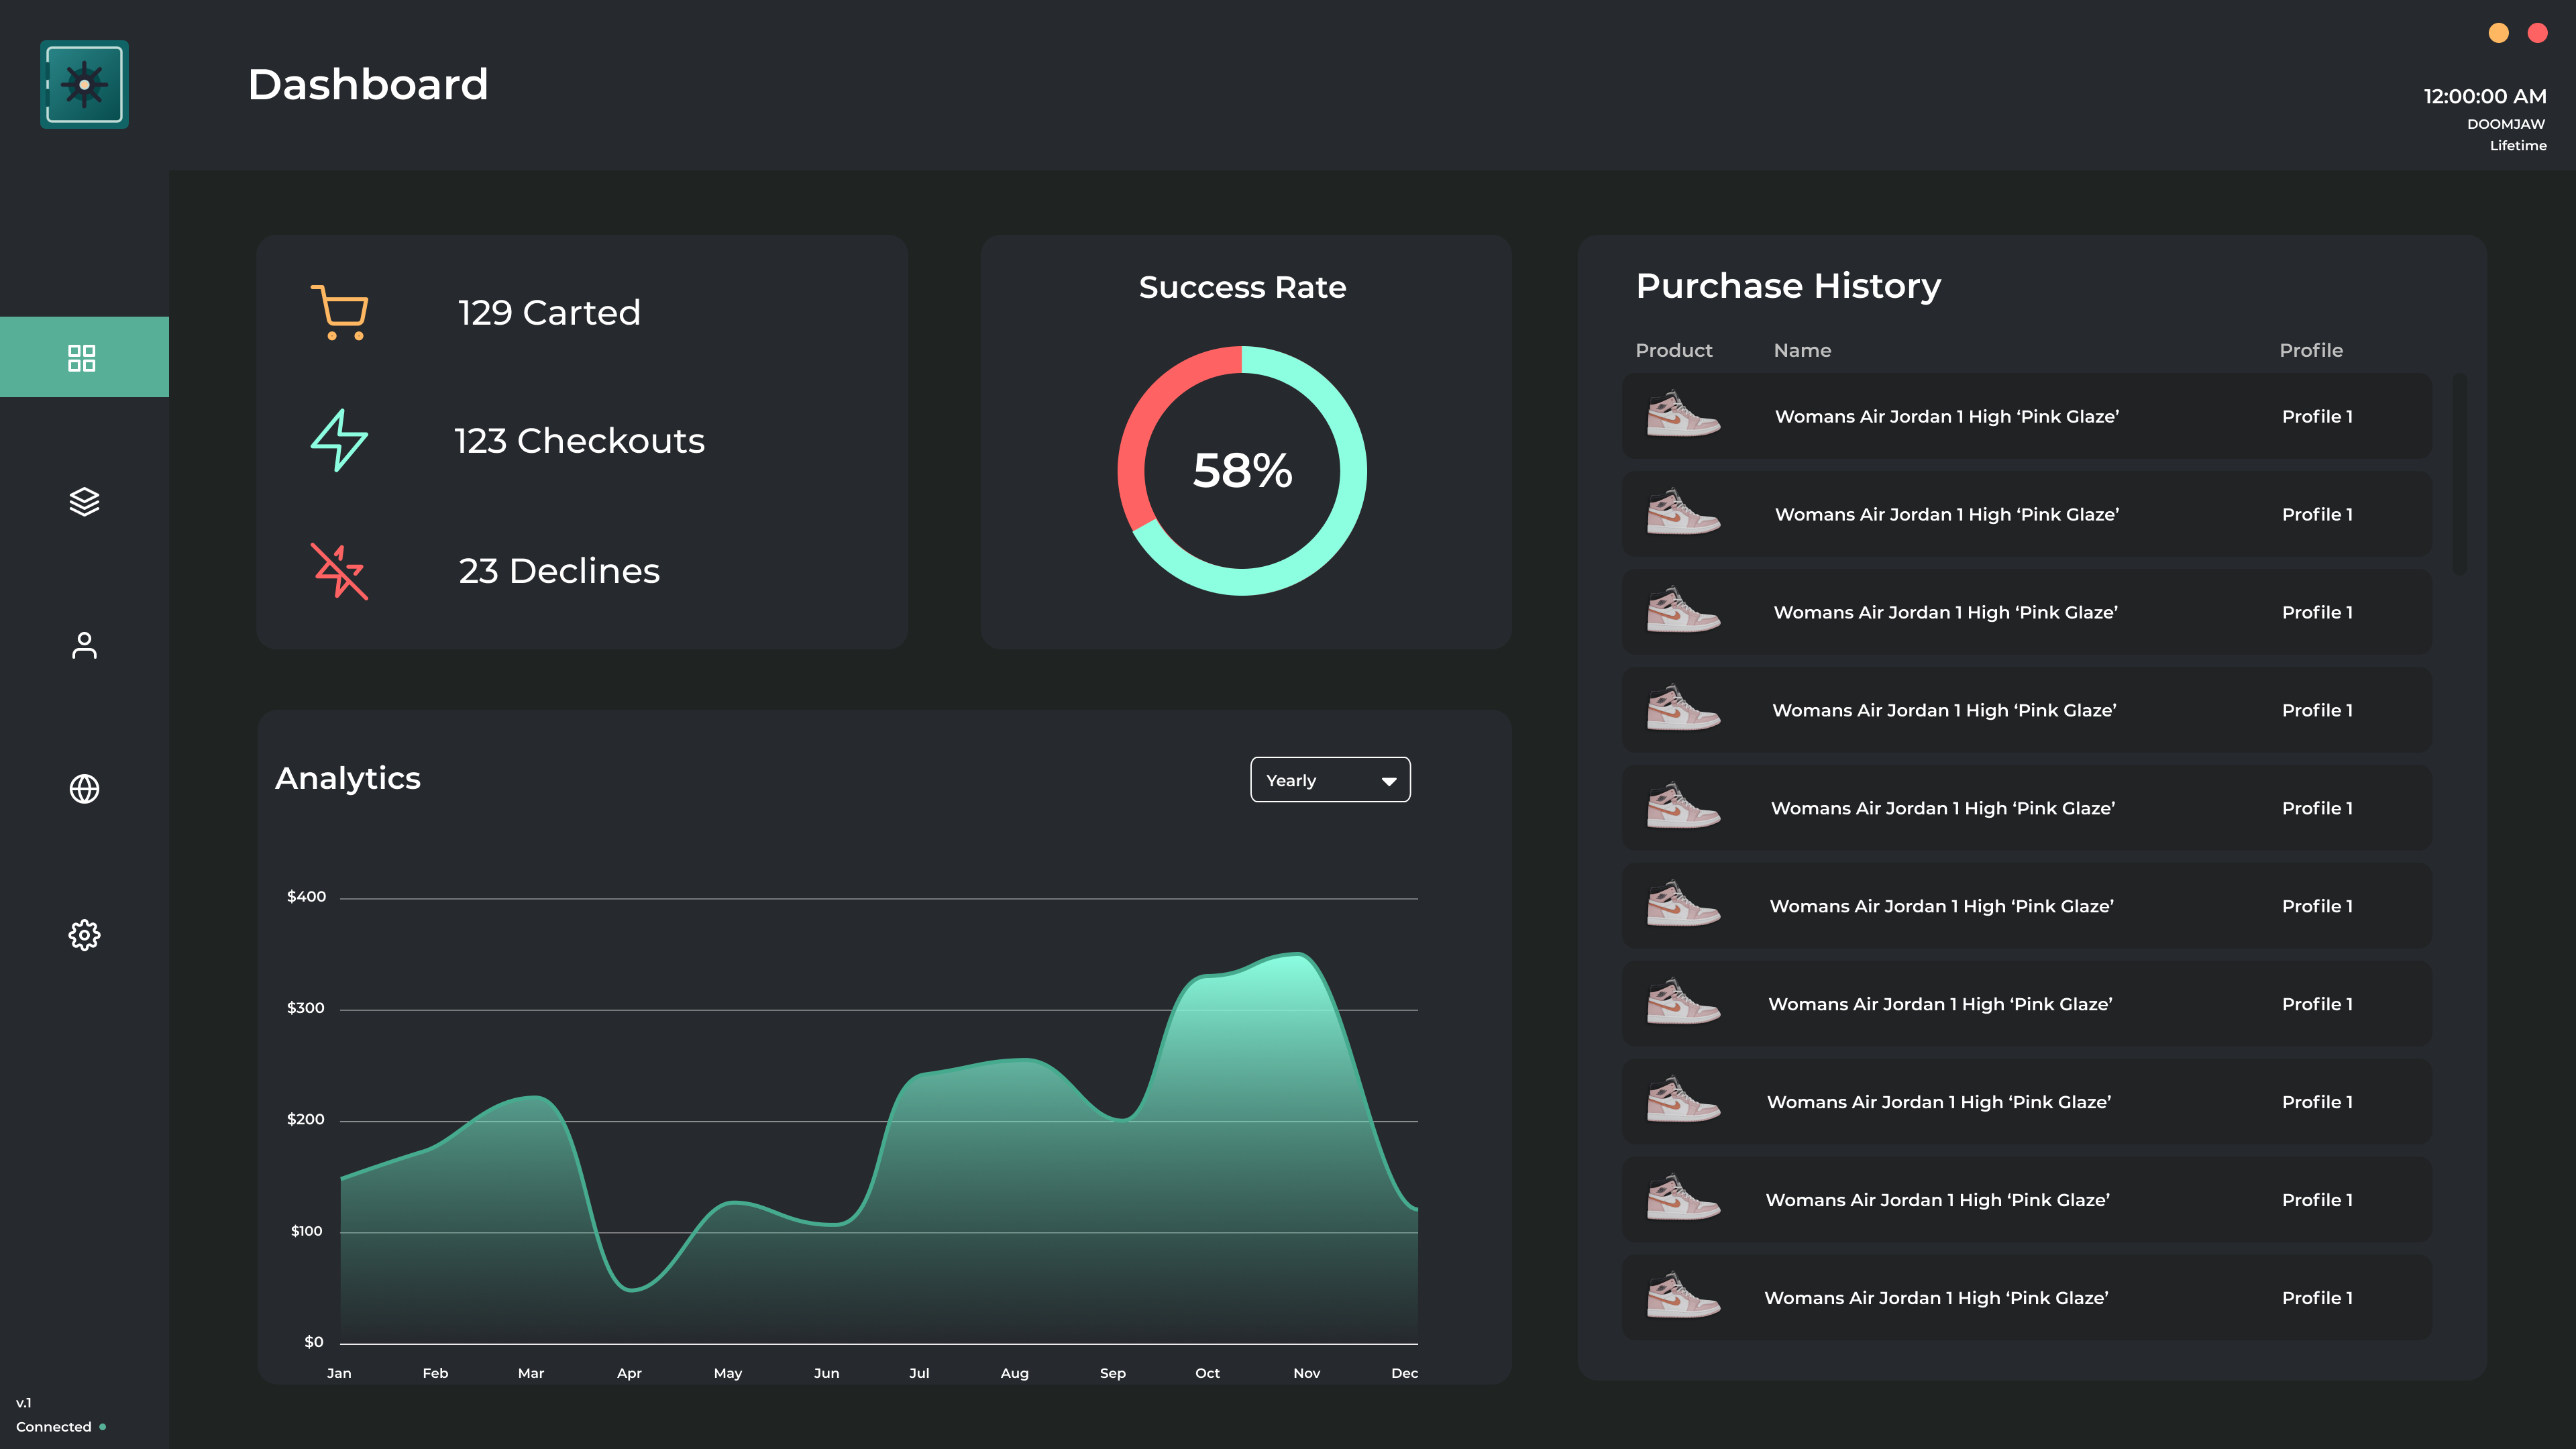 Dashboard
12:00:00 AM
DOOMJAW
Lifetime
129 Carted
123 Checkouts
23 Declines
Success Rate
58%
Purchase History
Product Name Profile
Womans Air Jordan 1 High ‘Pink Glaze’ Profile 1
Womans Air Jordan 1 High ‘Pink Glaze’ Profile 1
Womans Air Jordan 1 High ‘Pink Glaze’ Profile 1
Womans Air Jordan 1 High ‘Pink Glaze’ Profile 1
Womans Air Jordan 1 High ‘Pink Glaze’ Profile 1
Womans Air Jordan 1 High ‘Pink Glaze’ Profile 1
Womans Air Jordan 1 High ‘Pink Glaze’ Profile 1
Womans Air Jordan 1 High ‘Pink Glaze’ Profile 1
Womans Air Jordan 1 High ‘Pink Glaze’ Profile 1
Womans Air Jordan 1 High ‘Pink Glaze’ Profile 1
Analytics
Yearly
$400
$300
$200
$100
$0
Jan Feb Mar Apr May Jun Jul Aug Sep Oct Nov Dec
v.1
Connected